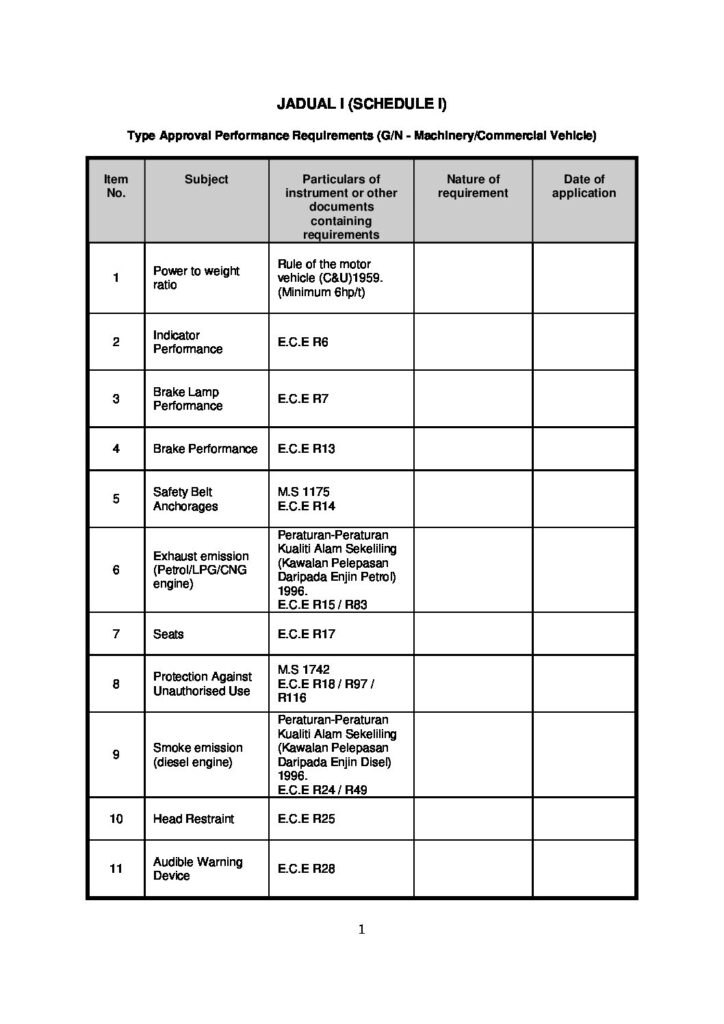 JADUAL I (SCHEDULE I)
Type Approval Performance Requirements (G/N - Machinery/Commercial Vehicle)
Item
No.
Subject
Particulars of
instrument or other
documents
containing
requirements
Nature of
requirement
Date of
application
1
Power to weight
ratio
Rule of the motor
vehicle (C&U)1959.
(Minimum 6hp/t)
2
Indicator
Performance
E.C.E R6
3
Brake Lamp
Performance
E.C.E R7
4
Brake Performance
E.C.E R13
5
Safety Belt
Anchorages
M.S 1175
E.C.E R14
6
Exhaust emission
(Petrol/LPG/CNG
engine)
Peraturan-Peraturan
Kualiti Alam Sekeliling
(Kawalan Pelepasan
Daripada Enjin Petrol)
1996.
E.C.E R15 / R83
7
Seats
E.C.E R17
8
Protection Against
Unauthorised Use
M.S 1742
E.C.E R18 / R97 /
R116
9
Smoke emission
(diesel engine)
Peraturan-Peraturan
Kualiti Alam Sekeliling
(Kawalan Pelepasan
Daripada Enjin Disel)
1996.
E.C.E R24 / R49
10
Head Restraint
E.C.E R25
11
Audible Warning
Device
E.C.E R28
1